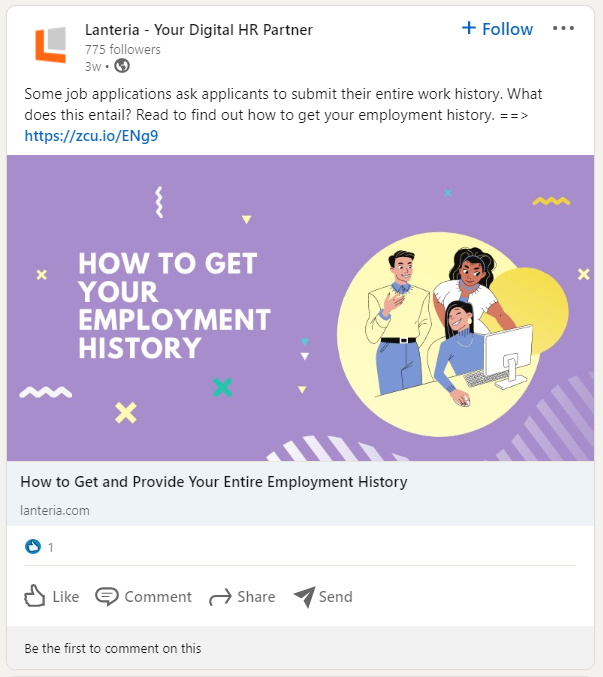 Lanteria - Your Digital HR Partner
+ Follow
775 followers
3w •
Some job applications ask applicants to submit their entire work history. What
does this entail? Read to find out how to get your employment history. ==>
https://zcu.io/ENg9
HOW TO GET
YOUR
EMPLOYMENT
HISTORY
How to Get and Provide Your Entire Employment History
lanteria.com
1
Like Comment Share Send
Be the first to comment on this